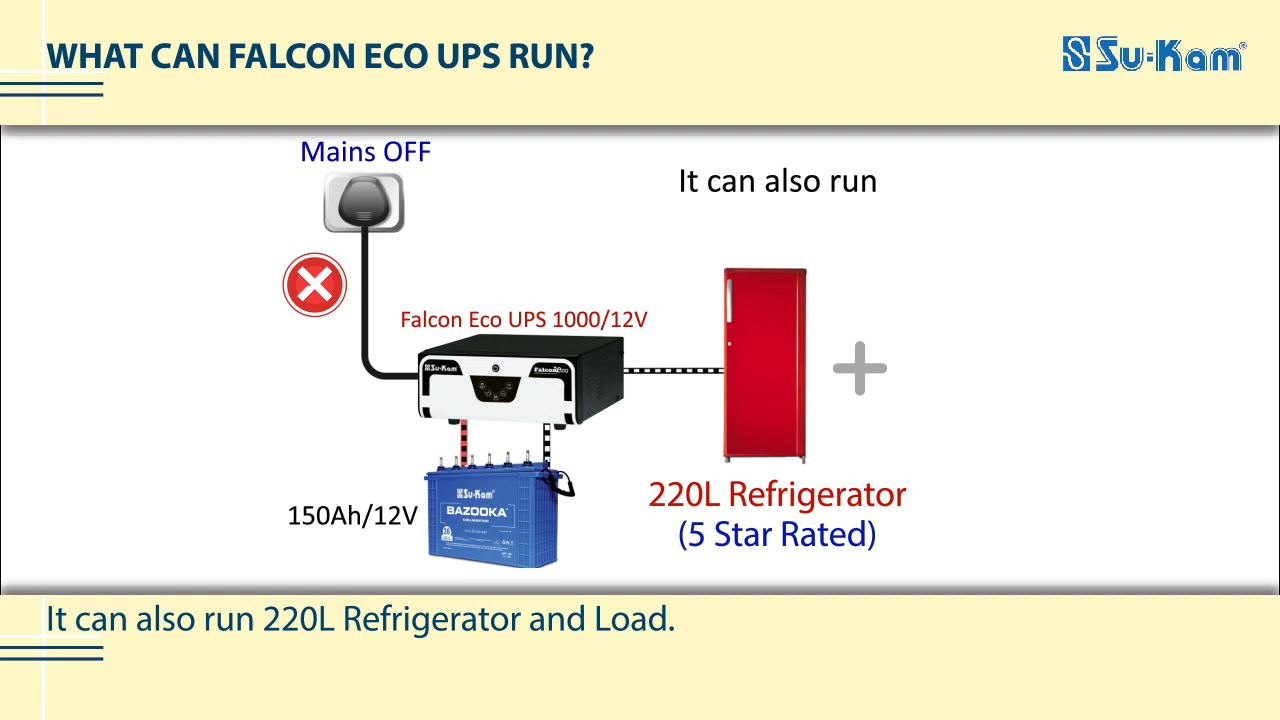 WHAT CAN FALCON ECO UPS RUN?
Su-Kam®
Mains OFF
It can also run
Falcon Eco UPS 1000/12V
Su-Kam
FalconEco
Su-Kam
BAZOOKA
150Ah/12V
220L Refrigerator
(5 Star Rated)
It can also run 220L Refrigerator and Load.